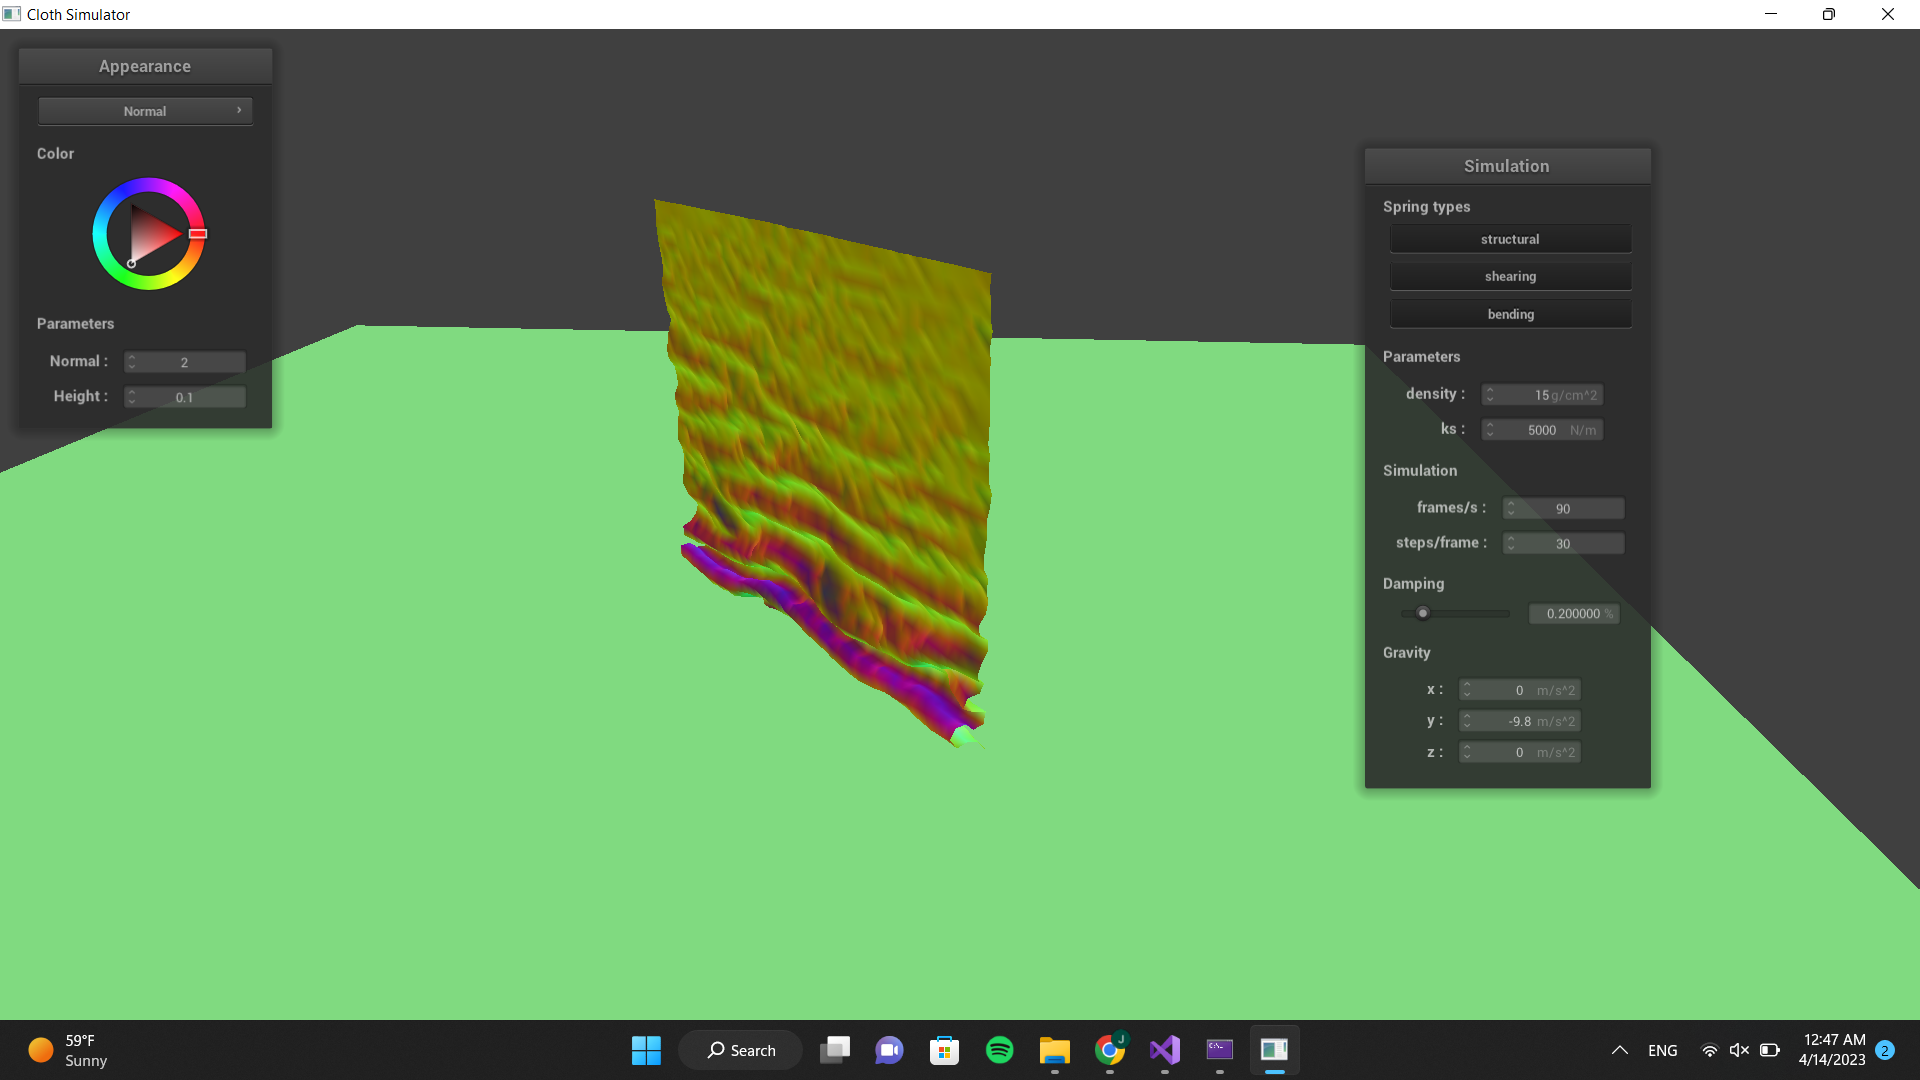 Cloth Simulator
Appearance
Normal
Color
Parameters
Normal : 2
Height : 0.1
Simulation
Spring types
structural
shearing
bending
Parameters
density : 15 g/cm^2
ks : 5000 N/m
Simulation
frames/s : 90
steps/frame : 30
Damping
0.200000 %
Gravity
x : 0 m/s^2
y : -9.8 m/s^2
z : 0 m/s^2
59°F
Sunny
Search
J
C:\_
ENG
12:47 AM
4/14/2023
2